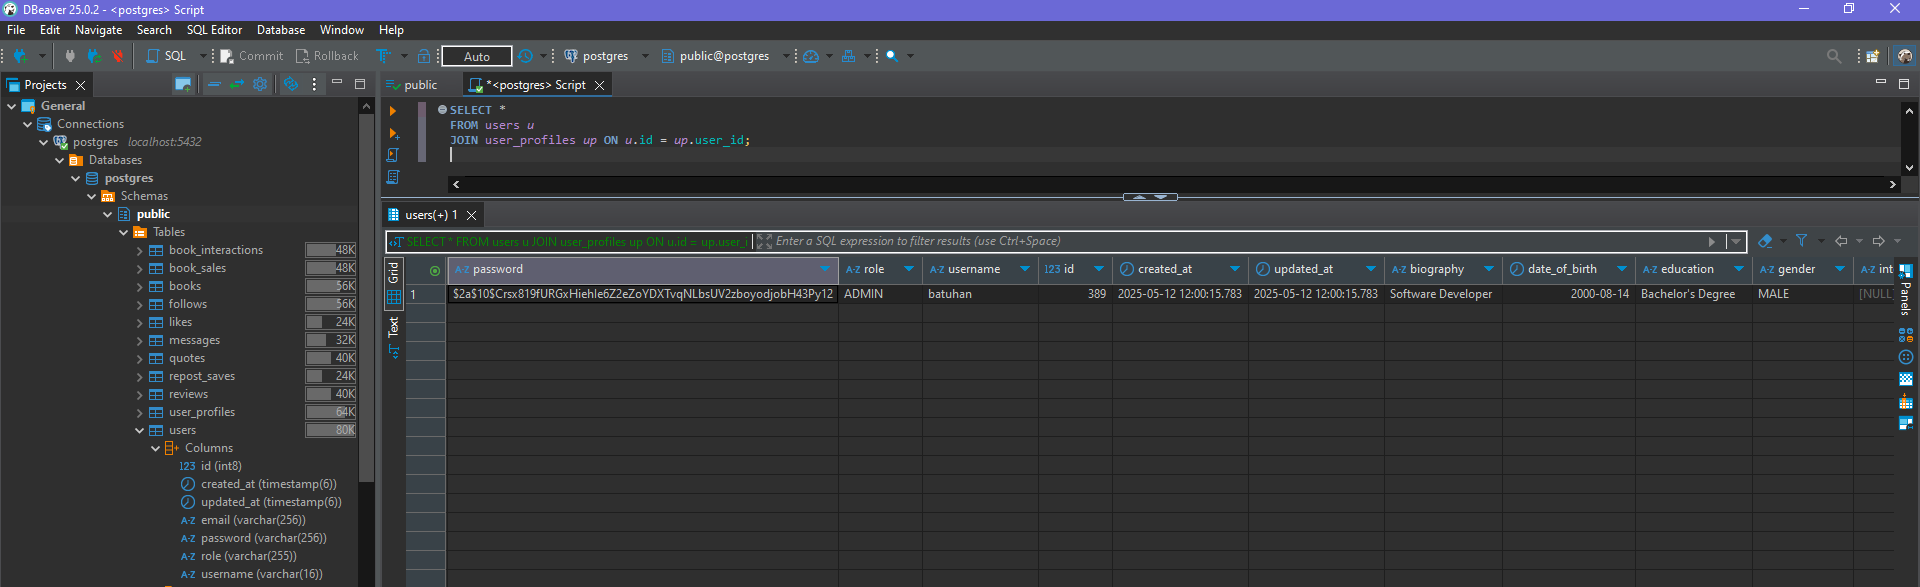 DBeaver 25.0.2 - <postgres> Script
File Edit Navigate Search SQL Editor Database Window Help
SQL Commit Rollback Auto postgres public@postgres
Projects
General
Connections
postgres localhost:5432
Databases
postgres
Schemas
public
Tables
book_interactions 48K
book_sales 48K
books 56K
follows 56K
likes 24K
messages 32K
quotes 40K
repost_saves 24K
reviews 40K
user_profiles 64K
users 80K
Columns
123 id (int8)
created_at (timestamp(6))
updated_at (timestamp(6))
A-Z email (varchar(256))
A-Z password (varchar(256))
A-Z role (varchar(255))
A-Z username (varchar(16))
public *<postgres> Script
SELECT *
FROM users u
JOIN user_profiles up ON u.id = up.user_id;
users(+) 1
SELECT * FROM users u JOIN user_profiles up ON u.id = up.user_i Enter a SQL expression to filter results (use Ctrl+Space)
Grid
Text
A-Z password A-Z role A-Z username 123 id created_at updated_at A-Z biography date_of_birth A-Z education A-Z gender A-Z int
1 $2a$10$Crsx819fURGxHiehle6Z2eZoYDXTvqNLbsUV2zboyodjobH43Py12 ADMIN batuhan 389 2025-05-12 12:00:15.783 2025-05-12 12:00:15.783 Software Developer 2000-08-14 Bachelor's Degree MALE [NULL
Panels